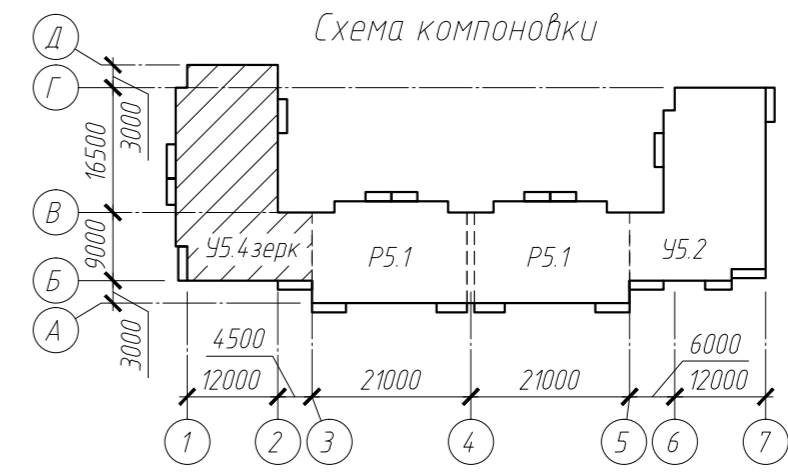 Схема компоновки
Д
Г
3000
16500
В
9000
Б
А
3000
У5.4зерк
Р5.1
Р5.1
У5.2
4500
6000
12000
21000
21000
12000
1
2
3
4
5
6
7